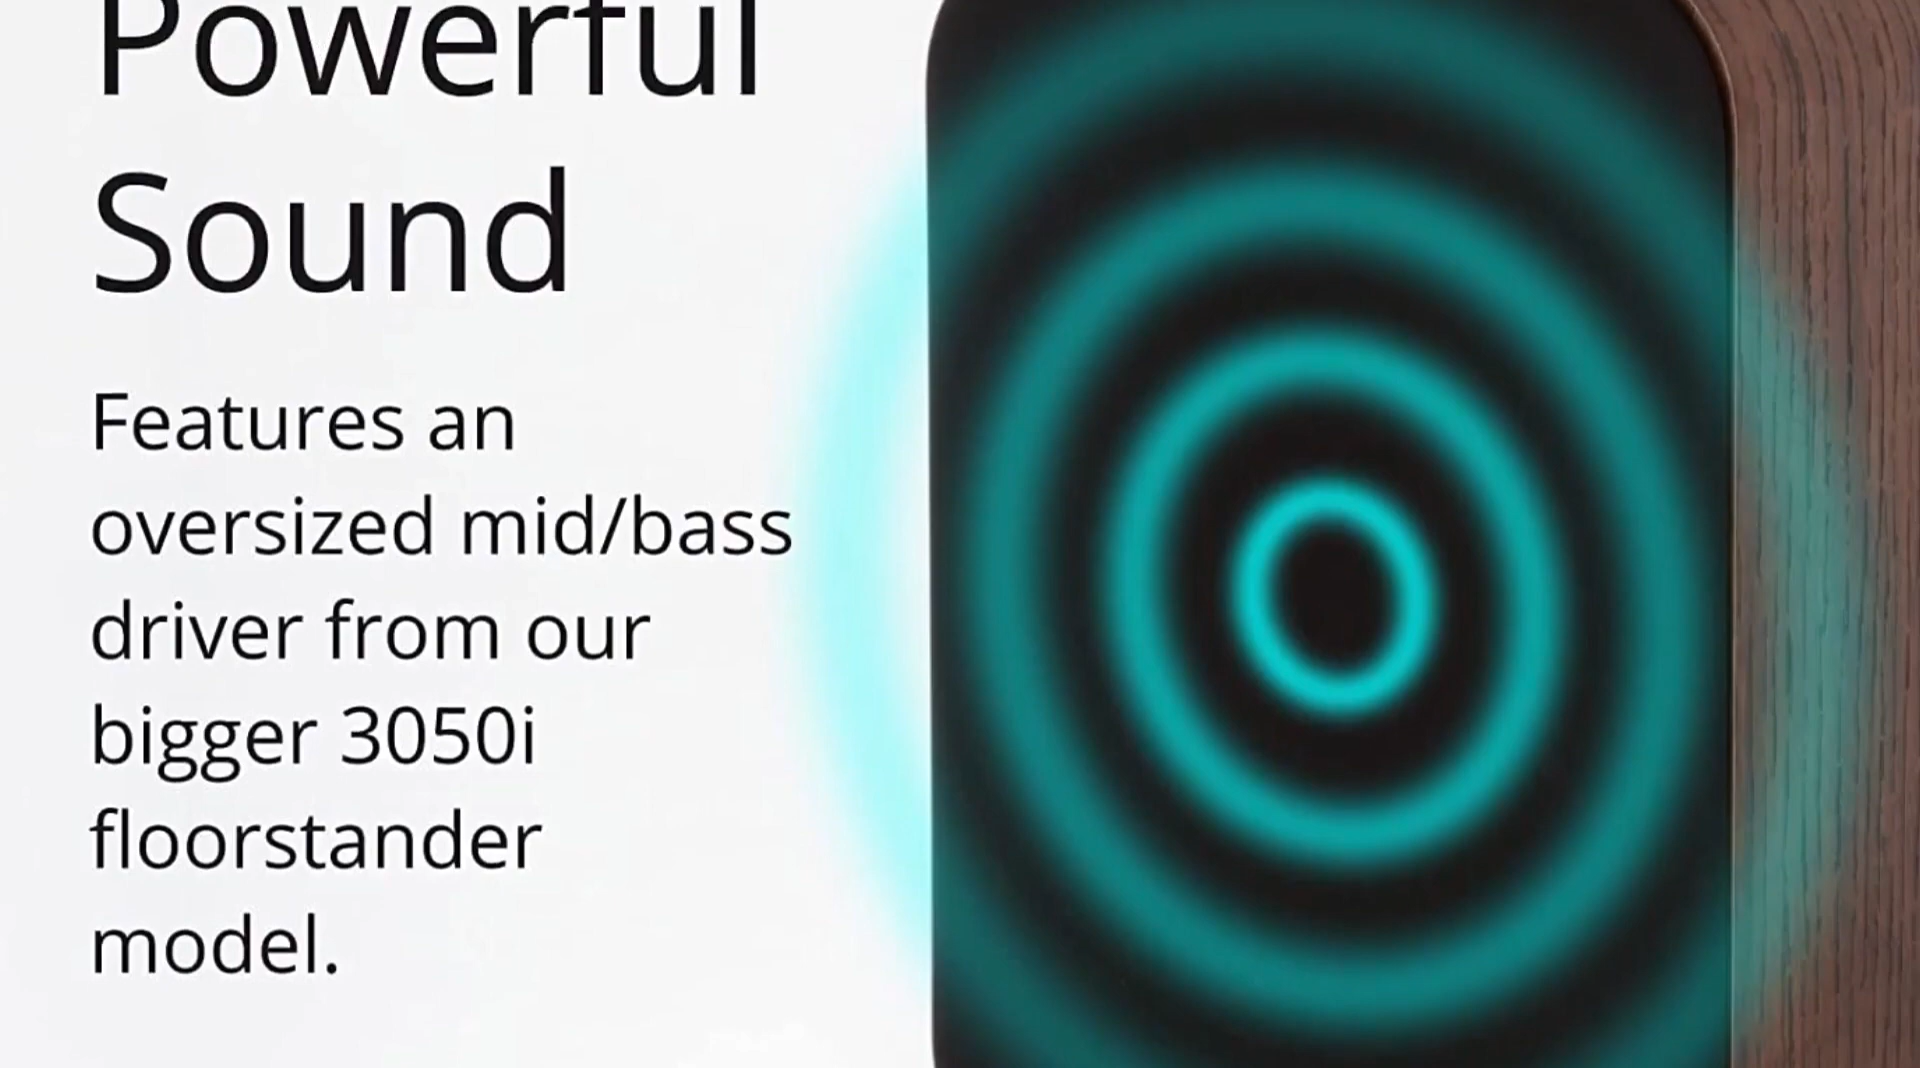 Powerful
Sound
Features an
oversized mid/bass
driver from our
bigger 3050i
floorstander
model.